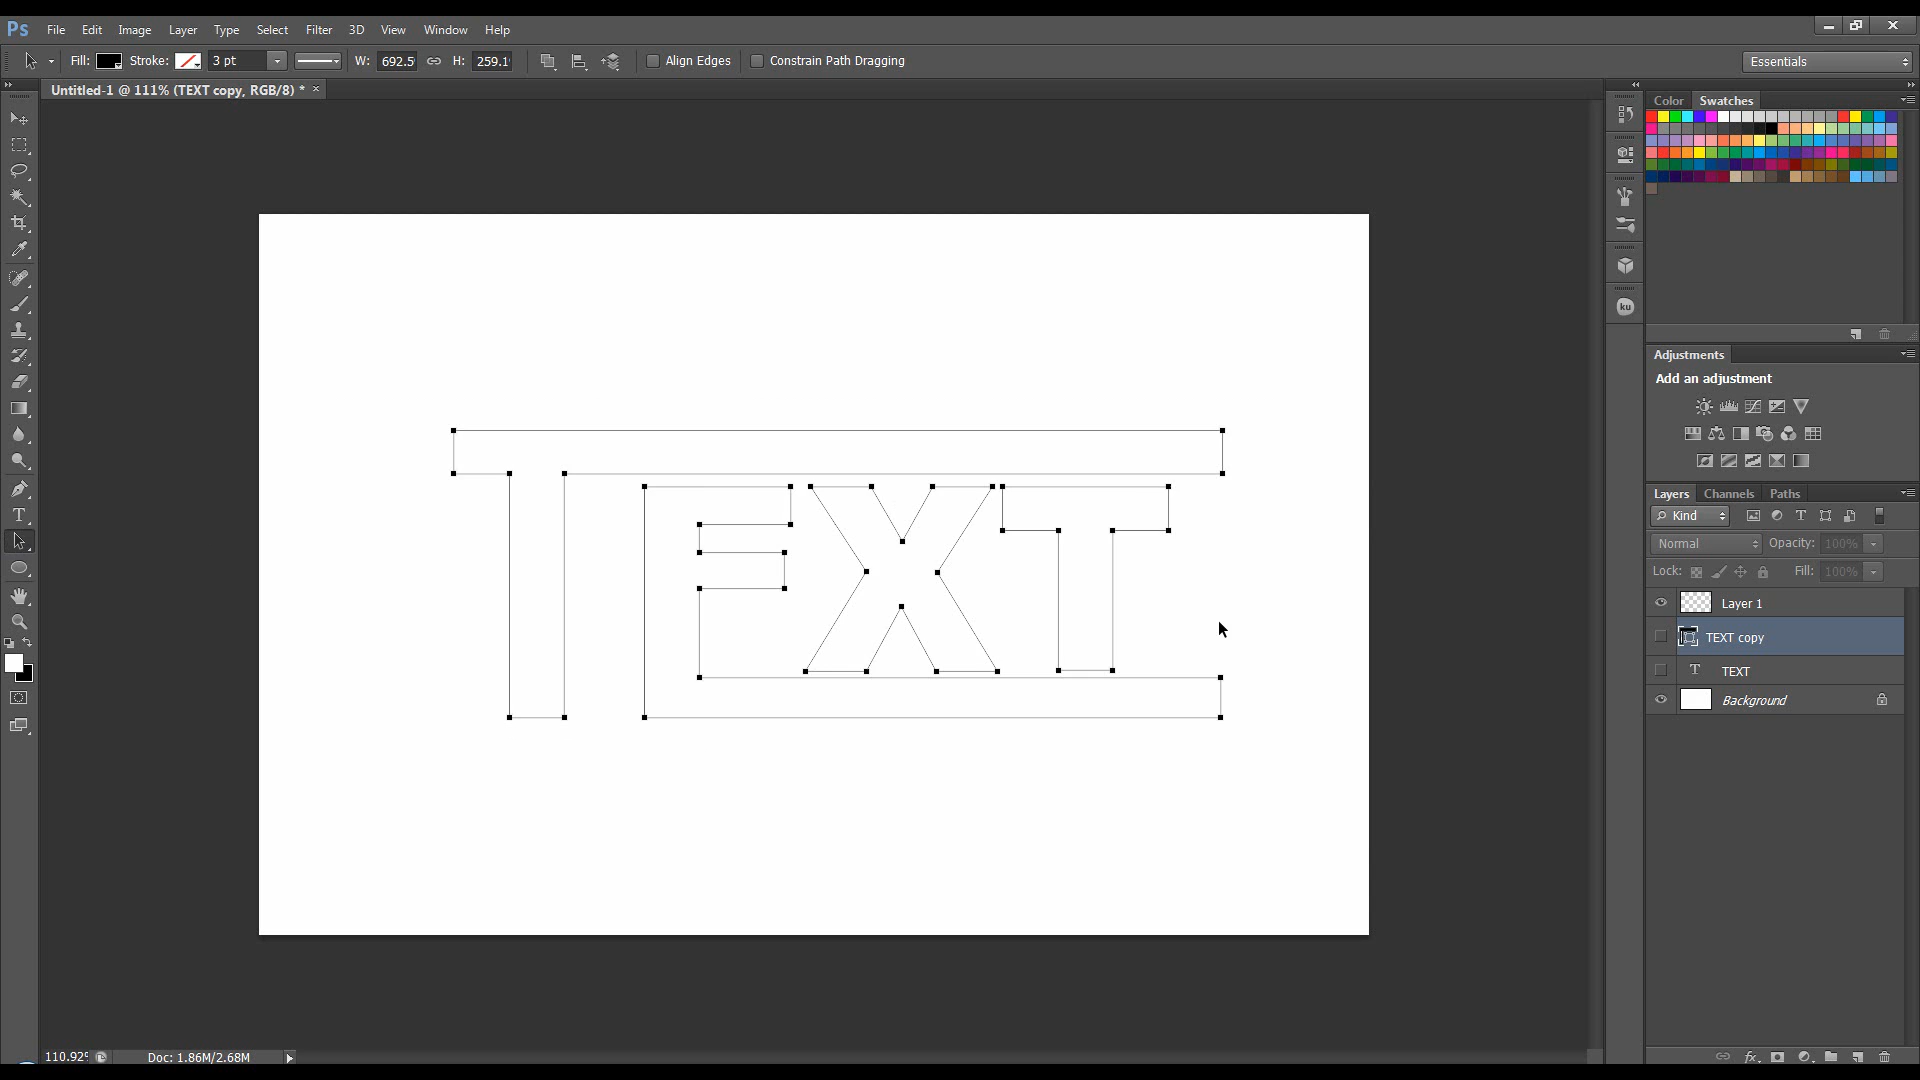 Ps File Edit Image Layer Type Select Filter 3D View Window Help
Fill: Stroke: 3 pt W: 692.5 H: 259.1 Align Edges Constrain Path Dragging Essentials
Untitled-1 @ 111% (TEXT copy, RGB/8) * ×
Color Swatches
ku
Adjustments
Add an adjustment
TEXT
Layers Channels Paths
Kind
Normal Opacity: 100%
Lock: Fill: 100%
Layer 1
TEXT copy
T TEXT
Background
110.92% Doc: 1.86M/2.68M
fx